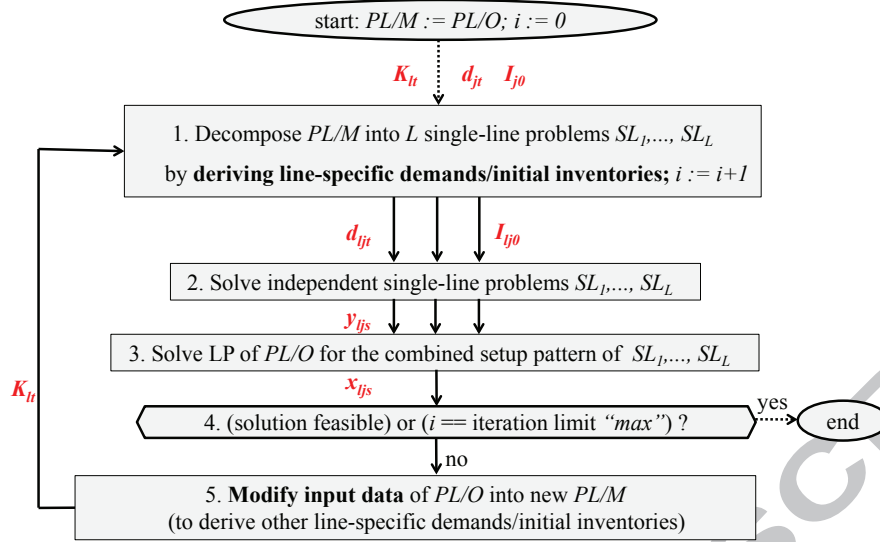 start: PL/M := PL/O; i := 0
K_lt d_jt I_j0
1. Decompose PL/M into L single-line problems SL_1,..., SL_L
by deriving line-specific demands/initial inventories; i := i+1
d_ljt I_lj0
2. Solve independent single-line problems SL_1,..., SL_L
y_ljs
3. Solve LP of PL/O for the combined setup pattern of SL_1,..., SL_L
K_lt
x_ljs
4. (solution feasible) or (i == iteration limit “max”) ?
yes
end
no
5. Modify input data of PL/O into new PL/M
(to derive other line-specific demands/initial inventories)